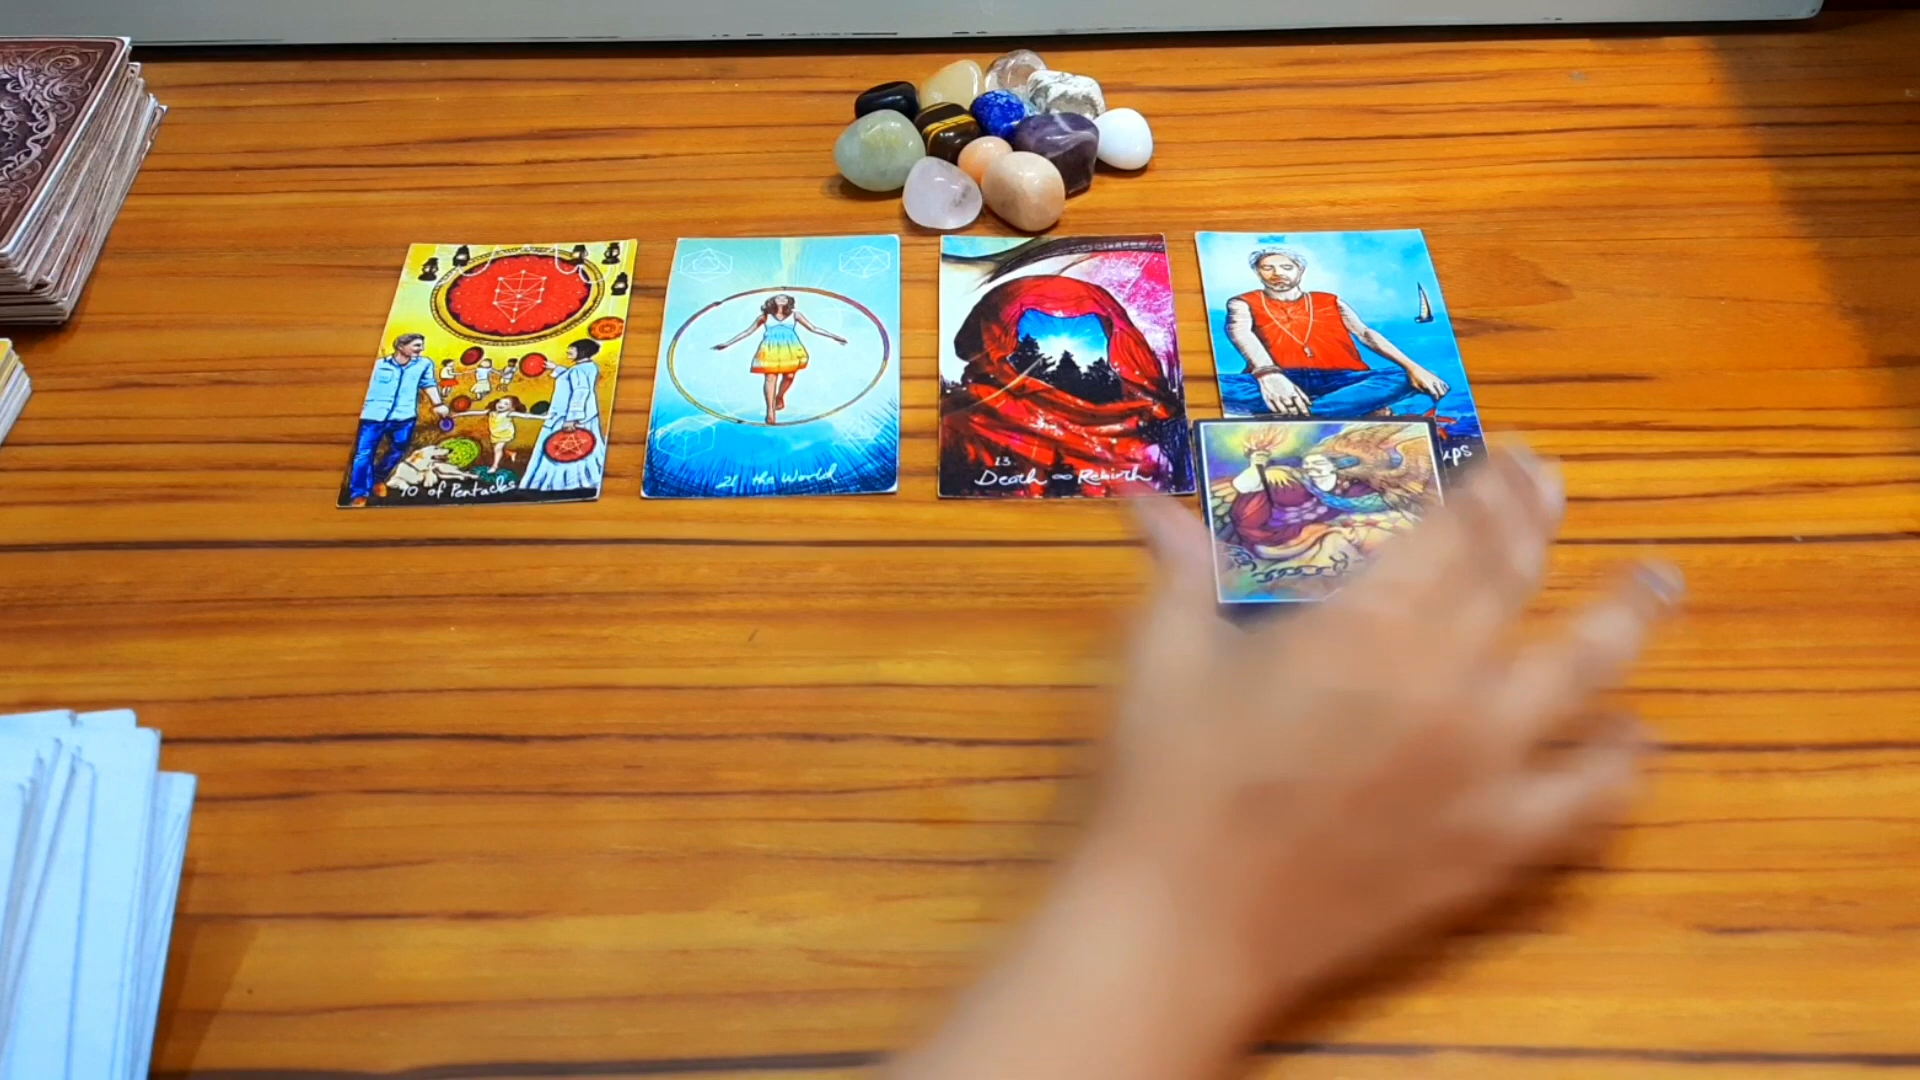 10 of Pentacles
21 the World
13
Death ∞ Rebirth